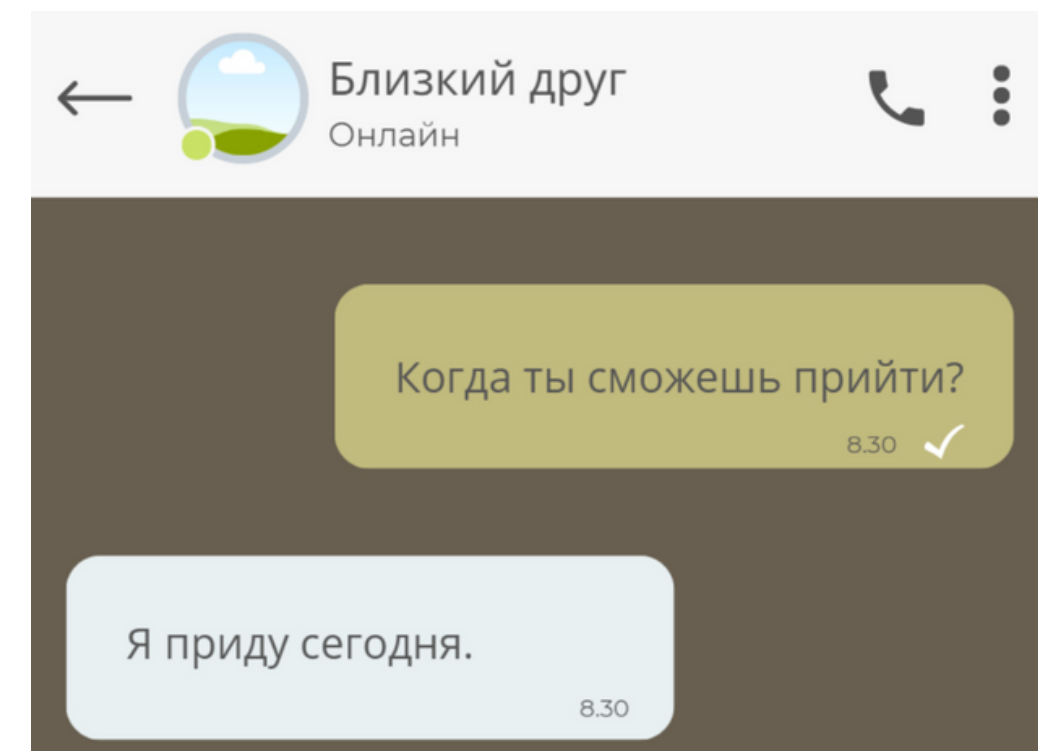 Близкий друг
Онлайн
Когда ты сможешь прийти?
8.30
Я приду сегодня.
8.30